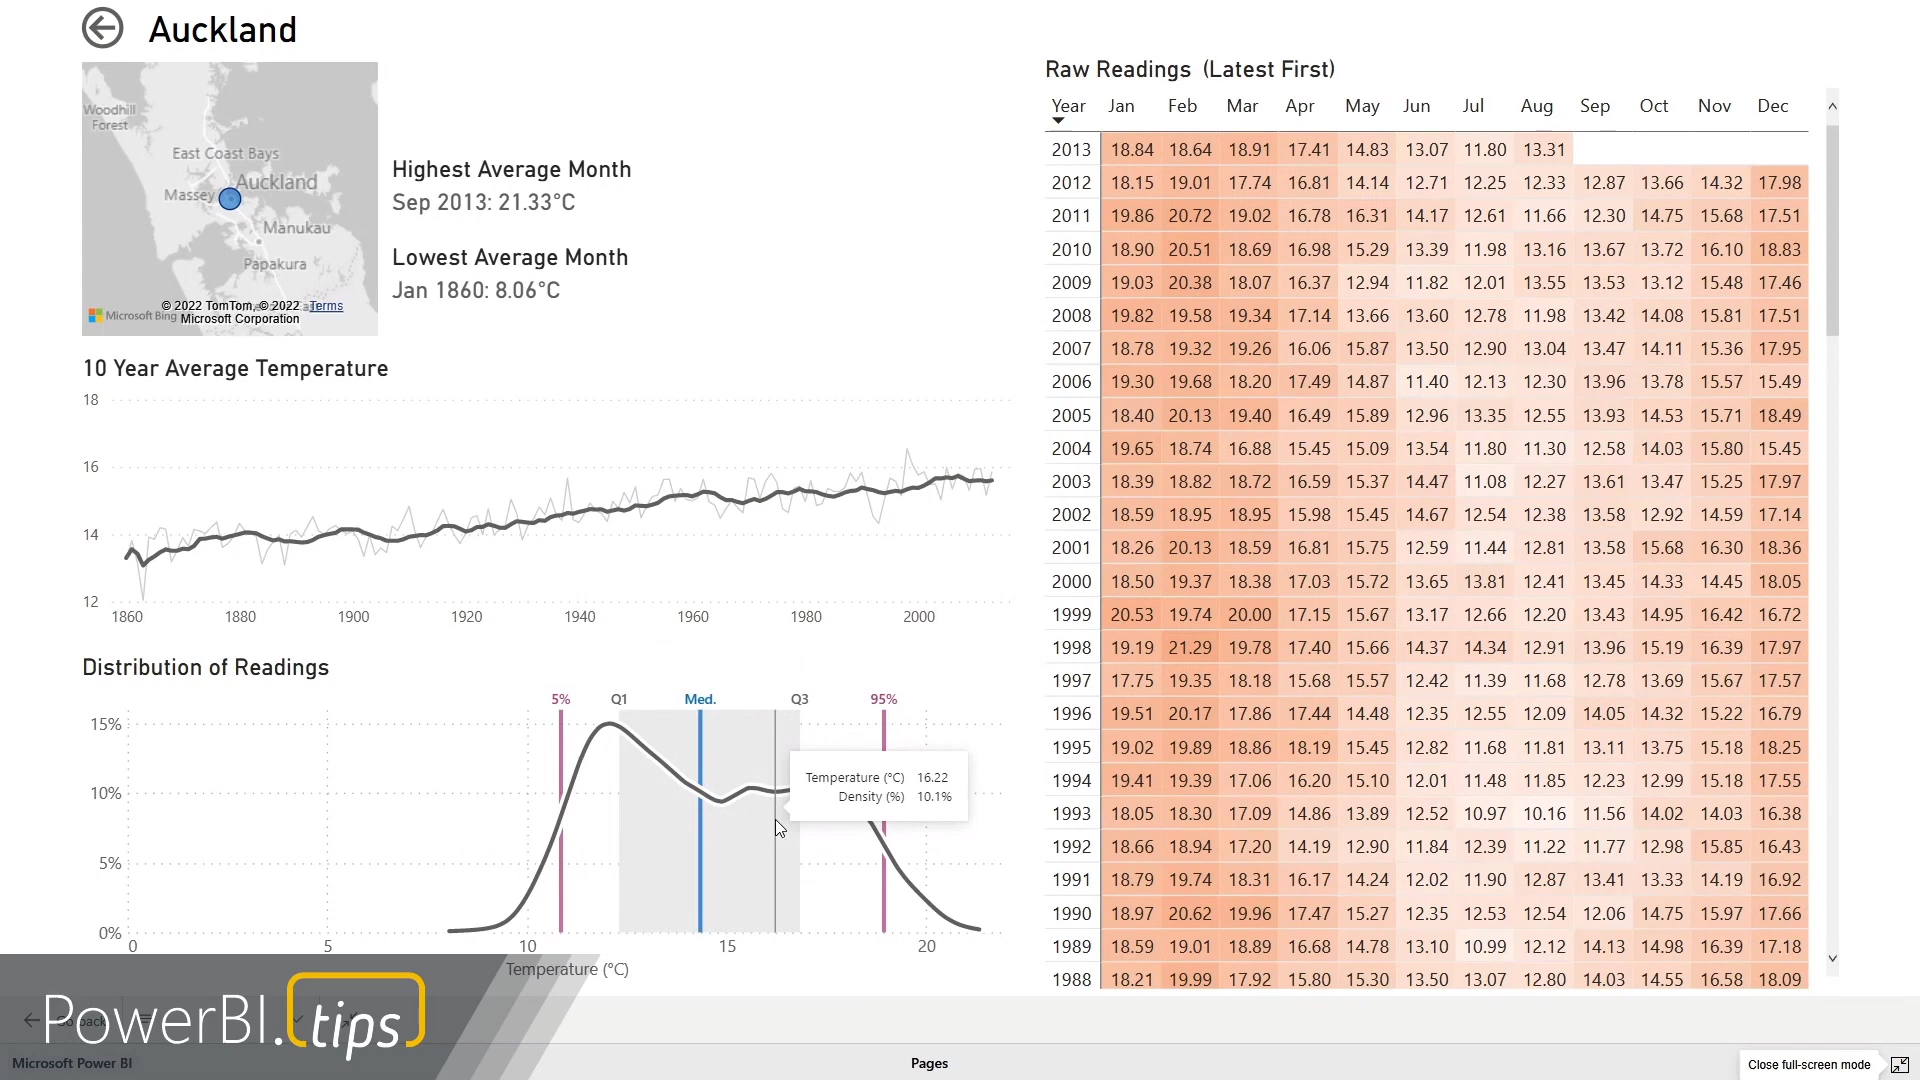 Auckland
Woodhill
Forest
East Coast Bays
Auckland
Massey
Manukau
Papakura
© 2022 TomTom, © 2022 Terms
Microsoft Bing Microsoft Corporation
Highest Average Month
Sep 2013: 21.33°C
Lowest Average Month
Jan 1860: 8.06°C
10 Year Average Temperature
18
16
14
12
1860 1880 1900 1920 1940 1960 1980 2000
Distribution of Readings
5% Q1 Med. Q3 95%
15%
10%
5%
0%
0 5 10 15 20
Temperature (°C)
Temperature (°C) 16.22
Density (%) 10.1%
Raw Readings (Latest First)
Year Jan Feb Mar Apr May Jun Jul Aug Sep Oct Nov Dec
2013 18.84 18.64 18.91 17.41 14.83 13.07 11.80 13.31
2012 18.15 19.01 17.74 16.81 14.14 12.71 12.25 12.33 12.87 13.66 14.32 17.98
2011 19.86 20.72 19.02 16.78 16.31 14.17 12.61 11.66 12.30 14.75 15.68 17.51
2010 18.90 20.51 18.69 16.98 15.29 13.39 11.98 13.16 13.67 13.72 16.10 18.83
2009 19.03 20.38 18.07 16.37 12.94 11.82 12.01 13.55 13.53 13.12 15.48 17.46
2008 19.82 19.58 19.34 17.14 13.66 13.60 12.78 11.98 13.42 14.08 15.81 17.51
2007 18.78 19.32 19.26 16.06 15.87 13.50 12.90 13.04 13.47 14.11 15.36 17.95
2006 19.30 19.68 18.20 17.49 14.87 11.40 12.13 12.30 13.96 13.78 15.57 15.49
2005 18.40 20.13 19.40 16.49 15.89 12.96 13.35 12.55 13.93 14.53 15.71 18.49
2004 19.65 18.74 16.88 15.45 15.09 13.54 11.80 11.30 12.58 14.03 15.80 15.45
2003 18.39 18.82 18.72 16.59 15.37 14.47 11.08 12.27 13.61 13.47 15.25 17.97
2002 18.59 18.95 18.95 15.98 15.45 14.67 12.54 12.38 13.58 12.92 14.59 17.14
2001 18.26 20.13 18.59 16.81 15.75 12.59 11.44 12.81 13.58 15.68 16.30 18.36
2000 18.50 19.37 18.38 17.03 15.72 13.65 13.81 12.41 13.45 14.33 14.45 18.05
1999 20.53 19.74 20.00 17.15 15.67 13.17 12.66 12.20 13.43 14.95 16.42 16.72
1998 19.19 21.29 19.78 17.40 15.66 14.37 14.34 12.91 13.96 15.19 16.39 17.97
1997 17.75 19.35 18.18 15.68 15.57 12.42 11.39 11.68 12.78 13.69 15.67 17.57
1996 19.51 20.17 17.86 17.44 14.48 12.35 12.55 12.09 14.05 14.32 15.22 16.79
1995 19.02 19.89 18.86 18.19 15.45 12.82 11.68 11.81 13.11 13.75 15.18 18.25
1994 19.41 19.39 17.06 16.20 15.10 12.01 11.48 11.85 12.23 12.99 15.18 17.55
1993 18.05 18.30 17.09 14.86 13.89 12.52 10.97 10.16 11.56 14.02 14.03 16.38
1992 18.66 18.94 17.20 14.19 12.90 11.84 12.39 11.22 11.77 12.98 15.85 16.43
1991 18.79 19.74 18.31 16.17 14.24 12.02 11.90 12.87 13.41 13.33 14.19 16.92
1990 18.97 20.62 19.96 17.47 15.27 12.35 12.53 12.54 12.06 14.75 15.97 17.66
1989 18.59 19.01 18.89 16.68 14.78 13.10 10.99 12.12 14.13 14.98 16.39 17.18
1988 18.21 19.99 17.92 15.80 15.30 13.50 13.07 12.80 14.03 14.55 16.58 18.09
Go back
PowerBI.tips
Microsoft Power BI
Pages
Close full-screen mode